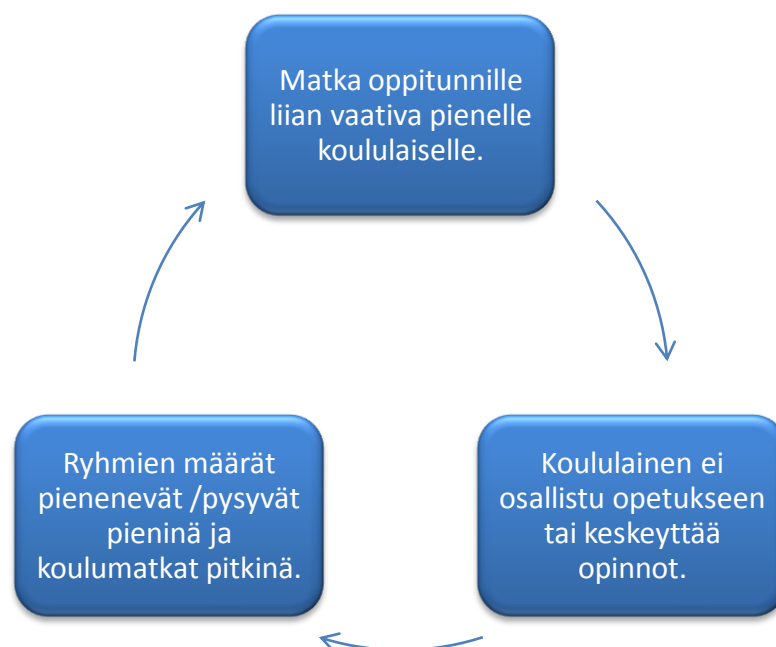 Matka oppitunnille
liian vaativa pienelle
koululaiselle.
Koululainen ei
osallistu opetukseen
tai keskeyttää
opinnot.
Ryhmien määrät
pienenevät /pysyvät
pieninä ja
koulumatkat pitkinä.